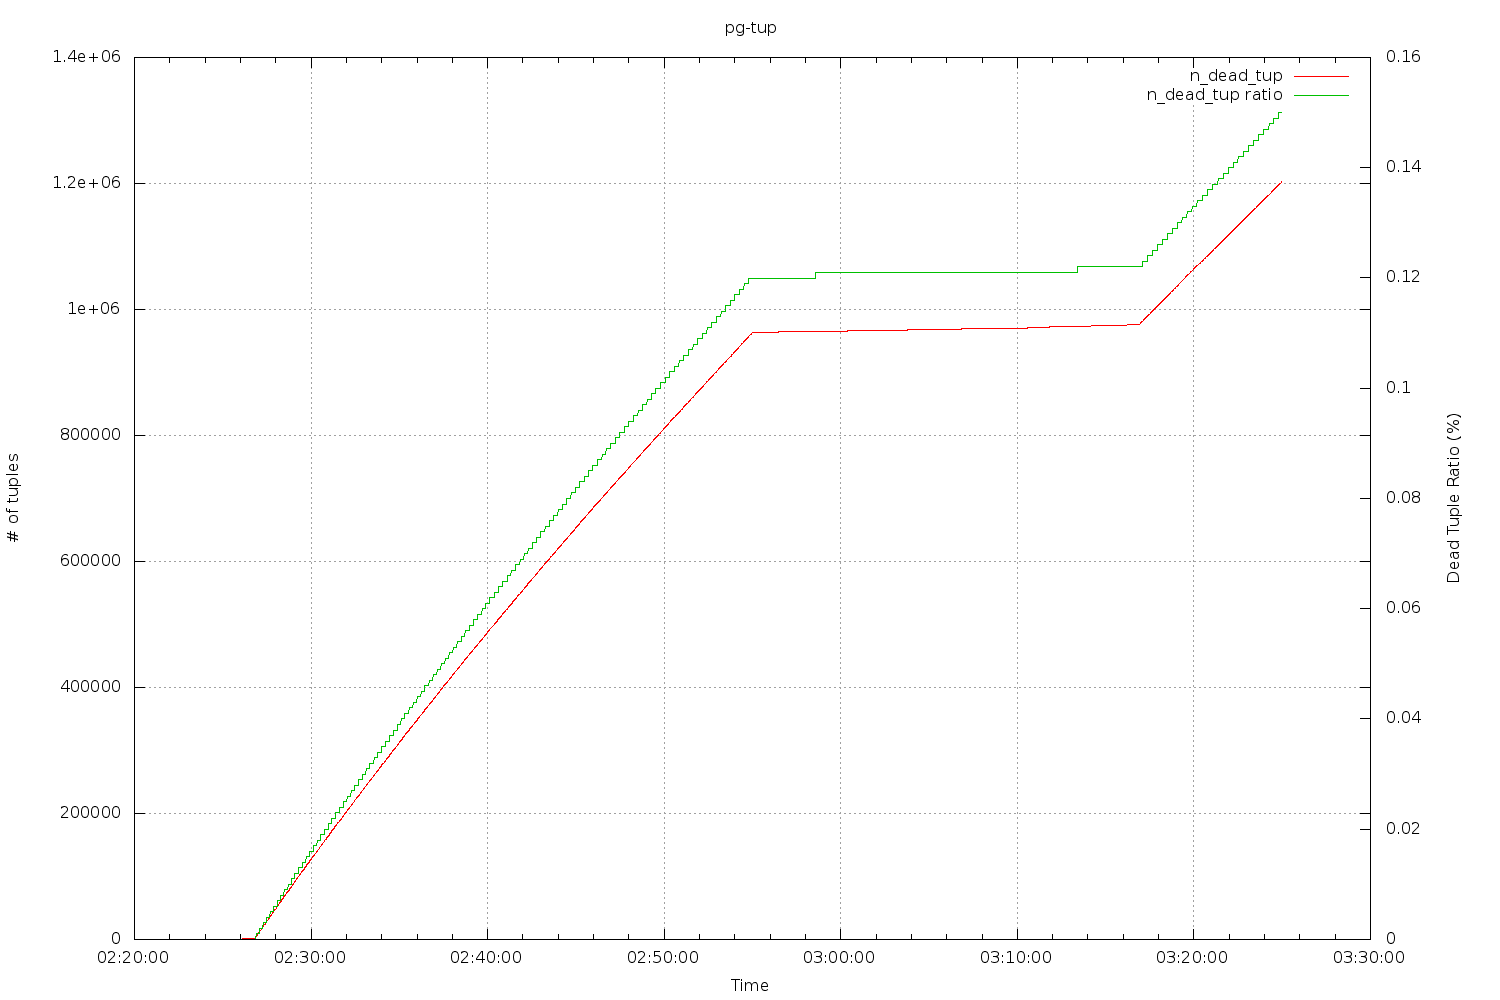 pg-tup
n_dead_tup
n_dead_tup ratio
1.4e+06
1.2e+06
1e+06
800000
600000
400000
200000
0
# of tuples
0.16
0.14
0.12
0.1
0.08
0.06
0.04
0.02
0
Dead Tuple Ratio (%)
02:20:00
02:30:00
02:40:00
02:50:00
03:00:00
03:10:00
03:20:00
03:30:00
Time